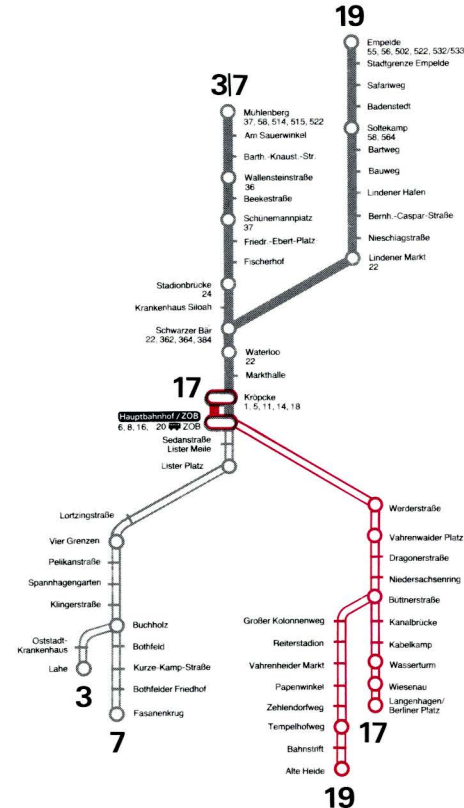 19
Empelde
55, 56, 502, 522, 532/533
Stadtgrenze Empelde
Safariweg
Badenstedt
Soltekamp
58, 564
Bartweg
Bauweg
Lindener Hafen
Bernh.-Caspar-Straße
Nieschlagstraße
Lindener Markt
22
3|7
Mühlenberg
37, 58, 514, 515, 522
Am Sauerwinkel
Barth.-Knaust.-Str.
Wallensteinstraße
36
Beekestraße
Schünemannplatz
37
Friedr.-Ebert-Platz
Fischerhof
Stadionbrücke
24
Krankenhaus Siloah
Schwarzer Bär
22, 362, 364, 384
Waterloo
22
Markthalle
17
Kröpcke
1, 5, 11, 14, 18
Hauptbahnhof / ZOB
6, 8, 16, 20 ZOB
Sedanstraße
Lister Meile
Lister Platz
Lortzingstraße
Vier Grenzen
Pelikanstraße
Spannhagengarten
Klingerstraße
Buchholz
Oststadt-
Krankenhaus
Lahe
3
Bothfeld
Kurze-Kamp-Straße
Bothfelder Friedhof
Fasanenkrug
7
Werderstraße
Vahrenwalder Platz
Dragonerstraße
Niedersachsenring
Büttnerstraße
Kanalbrücke
Kabelkamp
Wasserturm
Wiesenau
Langenhagen/
Berliner Platz
17
Großer Kolonnenweg
Reiterstadion
Vahrenheider Markt
Papenwinkel
Zehlendorfweg
Tempelhofweg
Bahnstrift
Alte Heide
19